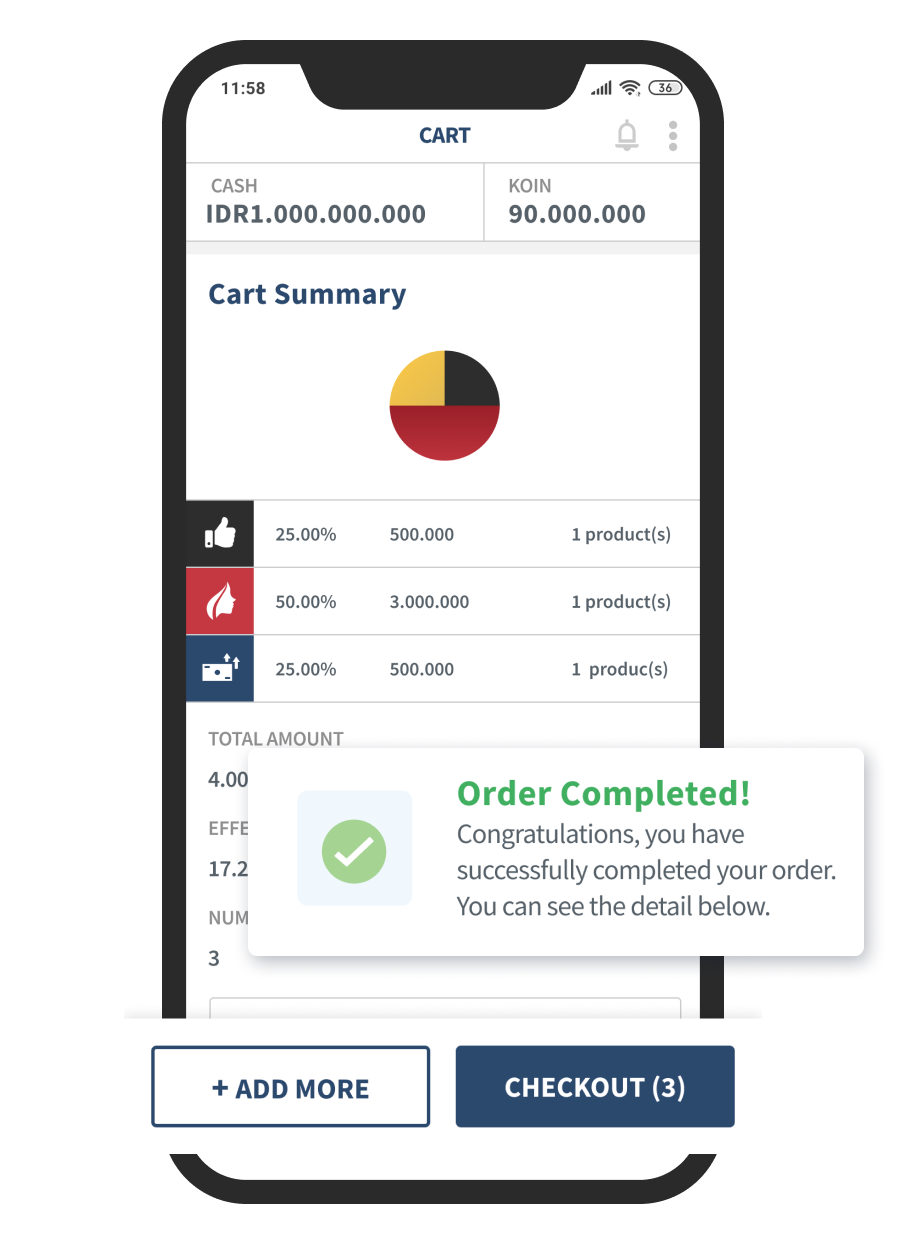 11:58
36
CART
CASH
KOIN
IDR1.000.000.000
90.000.000
Cart Summary
25.00% 500.000 1 product(s)
50.00% 3.000.000 1 product(s)
25.00% 500.000 1 produc(s)
TOTAL AMOUNT
4.00
EFFE
17.2
NUM
3
Order Completed!
Congratulations, you have
successfully completed your order.
You can see the detail below.
+ ADD MORE
CHECKOUT (3)